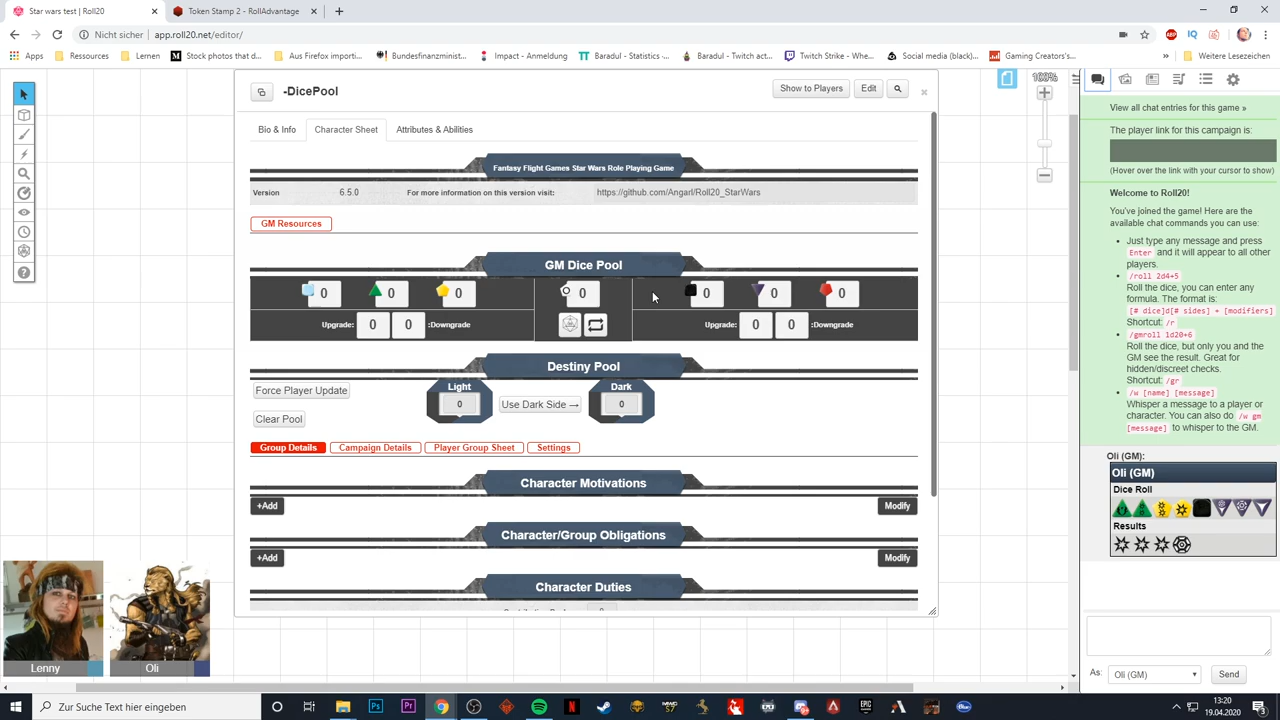 Star wars test | Roll20
Token Stamp 2 - RollAdvantage
Nicht sicher | app.roll20.net/editor/
Apps
Ressources
Lernen
Stock photos that d...
Aus Firefox importi...
Bundesfinanzminist...
Impact - Anmeldung
Baradul - Statistics -...
Baradul - Twitch act...
Twitch Strike - Whe...
Social media (black)...
Gaming Creator's...
»
Weitere Lesezeichen
-DicePool
Show to Players
Edit
Bio & Info
Character Sheet
Attributes & Abilities
Fantasy Flight Games Star Wars Role Playing Game
Version
6.5.0
For more information on this version visit:
https://github.com/Angarl/Roll20_StarWars
GM Resources
GM Dice Pool
0 0 0 0 0 0 0
Upgrade: 0 0 :Downgrade
Upgrade: 0 0 :Downgrade
Destiny Pool
Force Player Update
Light
0
Use Dark Side →
Dark
0
Clear Pool
Group Details
Campaign Details
Player Group Sheet
Settings
Character Motivations
+Add
Modify
Character/Group Obligations
+Add
Modify
Character Duties
Lenny
Oli
100%
View all chat entries for this game »
The player link for this campaign is:
(Hover over the link with your cursor to show)
Welcome to Roll20!
You've joined the game! Here are the
available chat commands you can use:
Just type any message and press
Enter and it will appear to all other
players.
/roll 2d4+5
Roll the dice, you can enter any
formula. The format is:
[# dice]d[# sides] + [modifiers]
Shortcut: /r
/gmroll 1d20+6
Roll the dice, but only you and the
GM see the result. Great for
hidden/discreet checks.
Shortcut: /gr
/w [name] [message]
Whisper a message to a player or
character. You can also do /w gm
[message] to whisper to the GM.
Oli (GM):
Oli (GM)
Dice Roll
Results
As:
Oli (GM)
Send
Zur Suche Text hier eingeben
13:20
19.04.2020